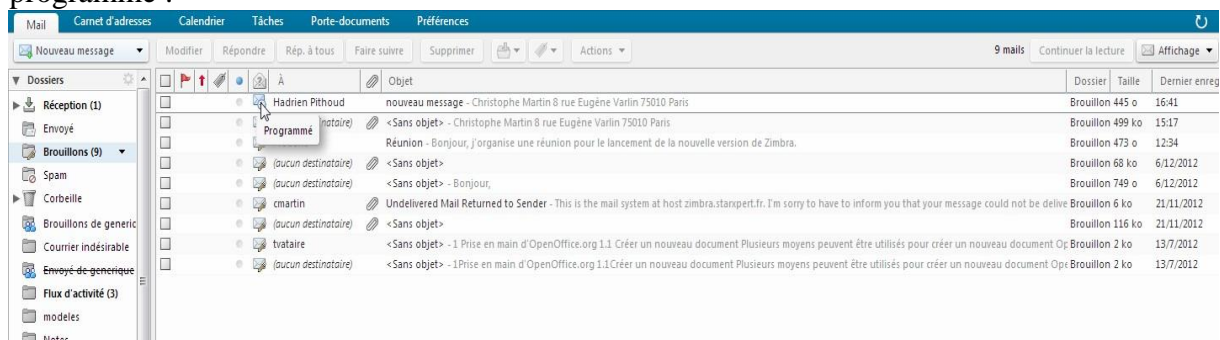 programmé :
Mail Carnet d'adresses Calendrier Tâches Porte-documents Préférences
Nouveau message Modifier Répondre Rép. à tous Faire suivre Supprimer Actions 9 mails Continuer la lecture Affichage
Dossiers À Objet Dossier Taille Dernier enreg
Réception (1) Hadrien Pithoud nouveau message - Christophe Martin 8 rue Eugène Varlin 75010 Paris Brouillon 445 o 16:41
Envoyé nataire) <Sans objet> - Christophe Martin 8 rue Eugène Varlin 75010 Paris Brouillon 499 ko 15:17
Programmé
Brouillons (9) Réunion - Bonjour, j'organise une réunion pour le lancement de la nouvelle version de Zimbra. Brouillon 473 o 12:34
Spam (aucun destinataire) <Sans objet> Brouillon 68 ko 6/12/2012
(aucun destinataire) <Sans objet> - Bonjour, Brouillon 749 o 6/12/2012
Corbeille cmartin Undelivered Mail Returned to Sender - This is the mail system at host zimbra.starxpert.fr. I'm sorry to have to inform you that your message could not be delive Brouillon 6 ko 21/11/2012
Brouillons de generic (aucun destinataire) <Sans objet> Brouillon 116 ko 21/11/2012
Courrier indésirable tvataire <Sans objet> - 1 Prise en main d'OpenOffice.org 1.1 Créer un nouveau document Plusieurs moyens peuvent être utilisés pour créer un nouveau document Op Brouillon 2 ko 13/7/2012
Envoyé de generique (aucun destinataire) <Sans objet> - 1Prise en main d'OpenOffice.org 1.1Créer un nouveau document Plusieurs moyens peuvent être utilisés pour créer un nouveau document Ope Brouillon 2 ko 13/7/2012
Flux d'activité (3)
modeles
Notes